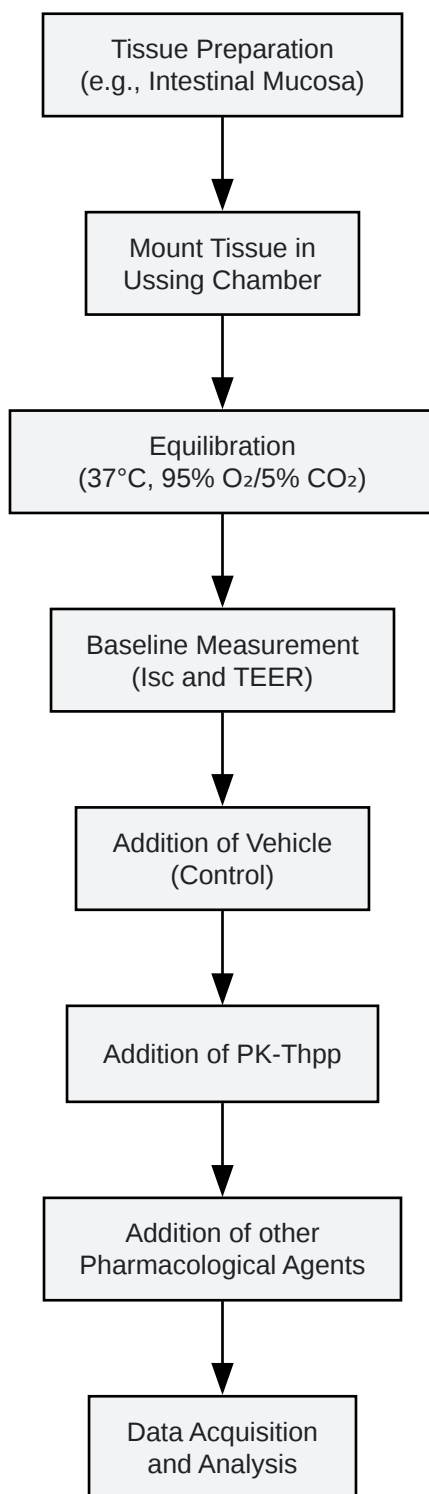 Tissue Preparation
(e.g., Intestinal Mucosa)
Mount Tissue in
Ussing Chamber
Equilibration
(37°C, 95% O₂/5% CO₂)
Baseline Measurement
(Isc and TEER)
Addition of Vehicle
(Control)
Addition of PK-Thpp
Addition of other
Pharmacological Agents
Data Acquisition
and Analysis